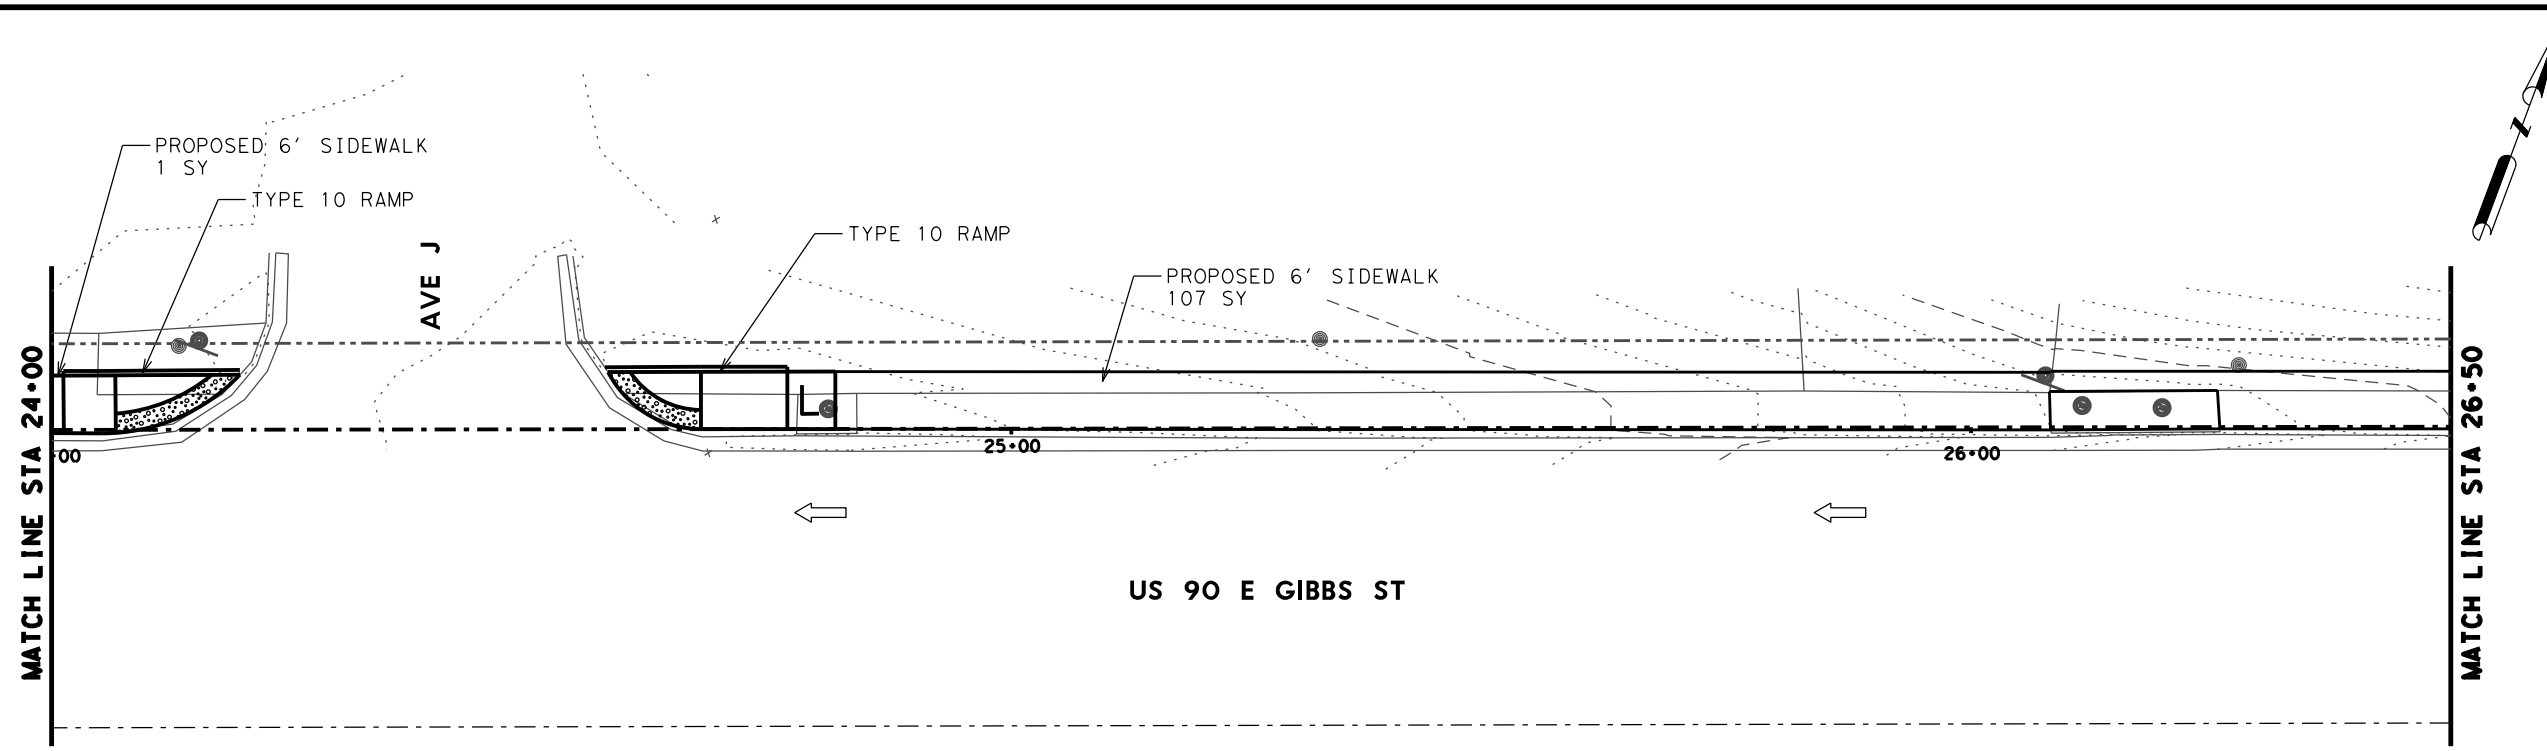 PROPOSED 6' SIDEWALK
1 SY
TYPE 10 RAMP
TYPE 10 RAMP
PROPOSED 6' SIDEWALK
107 SY
AVE J
MATCH LINE STA 24+00
MATCH LINE STA 26+50
00
25+00
26+00
L
US 90 E GIBBS ST
Z